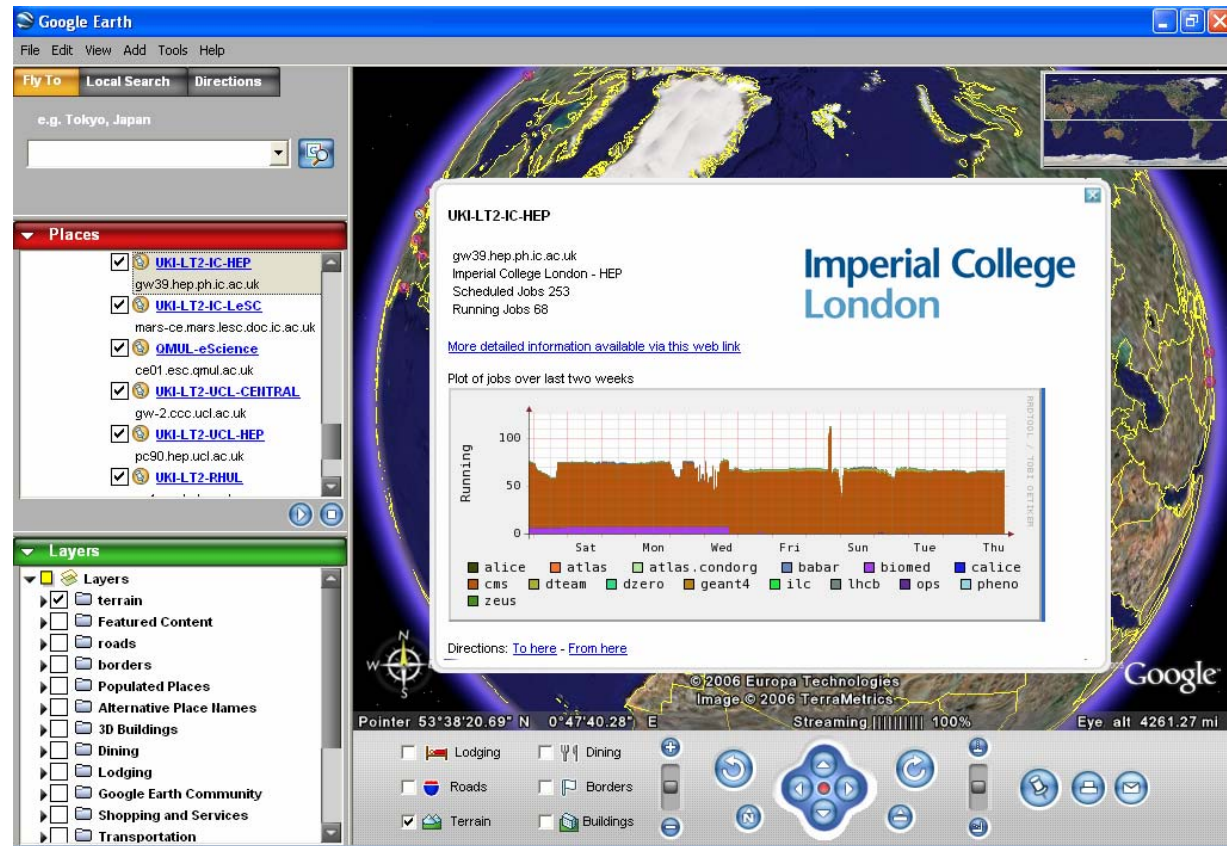 Google Earth
File Edit View Add Tools Help
Fly To Local Search Directions
e.g. Tokyo, Japan
Places
UKI-LT2-IC-HEP
gw39.hep.ph.ic.ac.uk
UKI-LT2-IC-LeSC
mars-ce.mars.lesc.doc.ic.ac.uk
QMUL-eScience
ce01.esc.qmul.ac.uk
UKI-LT2-UCL-CENTRAL
gw-2.ccc.ucl.ac.uk
UKI-LT2-UCL-HEP
pc90.hep.ucl.ac.uk
UKI-LT2-RHUL
Layers
Layers
terrain
Featured Content
roads
borders
Populated Places
Alternative Place Names
3D Buildings
Dining
Lodging
Google Earth Community
Shopping and Services
Transportation
UKI-LT2-IC-HEP
gw39.hep.ph.ic.ac.uk
Imperial College London - HEP
Scheduled Jobs 253
Running Jobs 68
Imperial College
London
More detailed information available via this web link
Plot of jobs over last two weeks
Running
100
50
0
Sat Mon Wed Fri Sun Tue Thu
RRDTOOL / TOBI OETIKER
alice atlas atlas.condorg babar biomed calice
cms dteam dzero geant4 ilc lhcb ops pheno
zeus
Directions: To here - From here
N
W
S
© 2006 Europa Technologies
Image © 2006 TerraMetrics
Google
Pointer 53°38'20.69" N 0°47'40.28" E Streaming |||||||||| 100% Eye alt 4261.27 mi
Lodging Dining
Roads Borders
Terrain Buildings
N